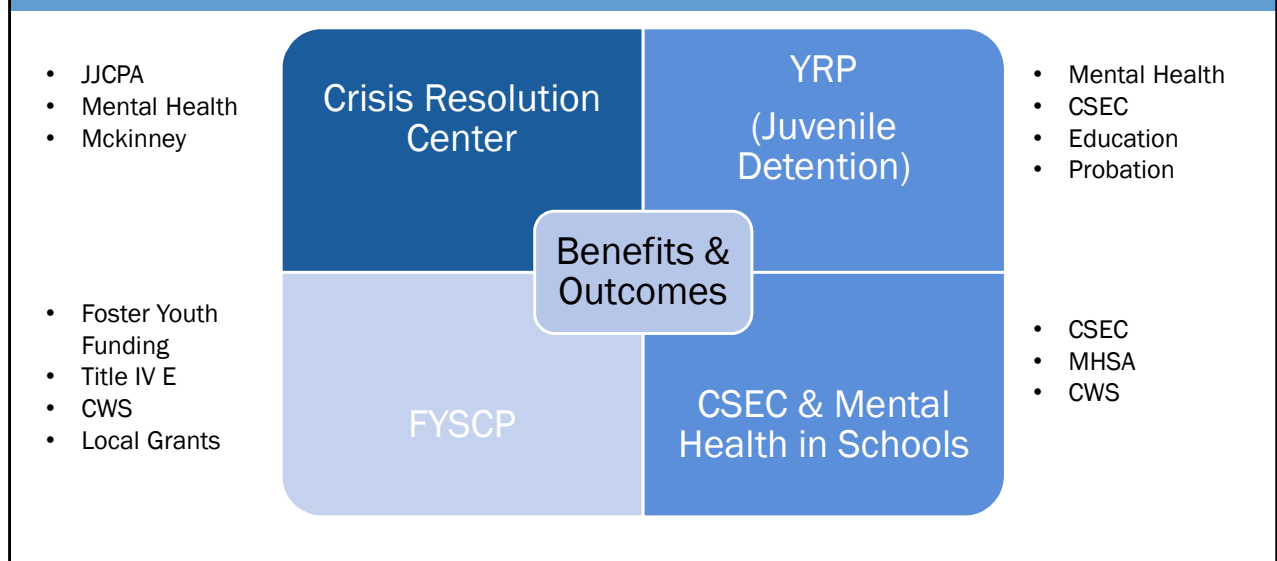 • JJCPA
• Mental Health
• Mckinney
Crisis Resolution
Center
YRP
(Juvenile
Detention)
• Mental Health
• CSEC
• Education
• Probation
Benefits &
Outcomes
• Foster Youth
Funding
• Title IV E
• CWS
• Local Grants
FYSCP
CSEC & Mental
Health in Schools
• CSEC
• MHSA
• CWS